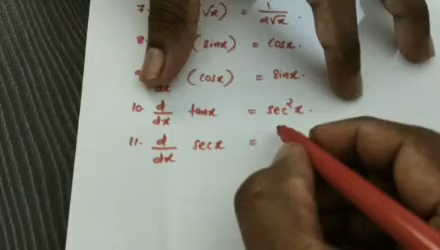 7. √x) = 1/2√x.
8. (sinx) = cosx.
dx (cosx) = sinx.
10. d/dx tanx = sec²x.
11. d/dx secx =